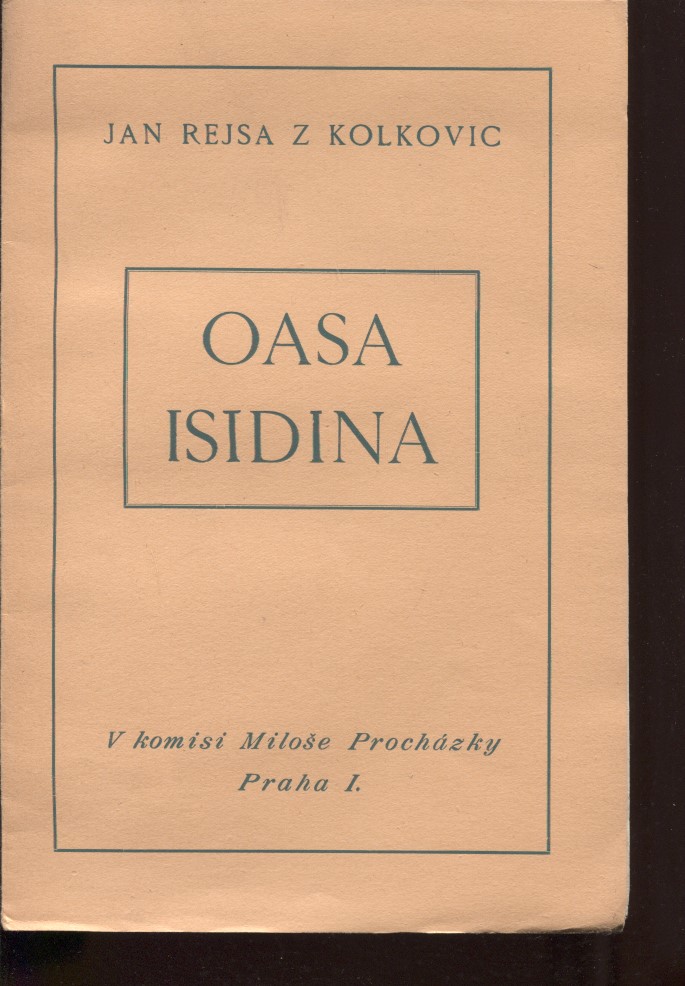 JAN REJSA Z KOLKOVIC
OASA
ISIDINA
V komisi Miloše Procházky
Praha I.